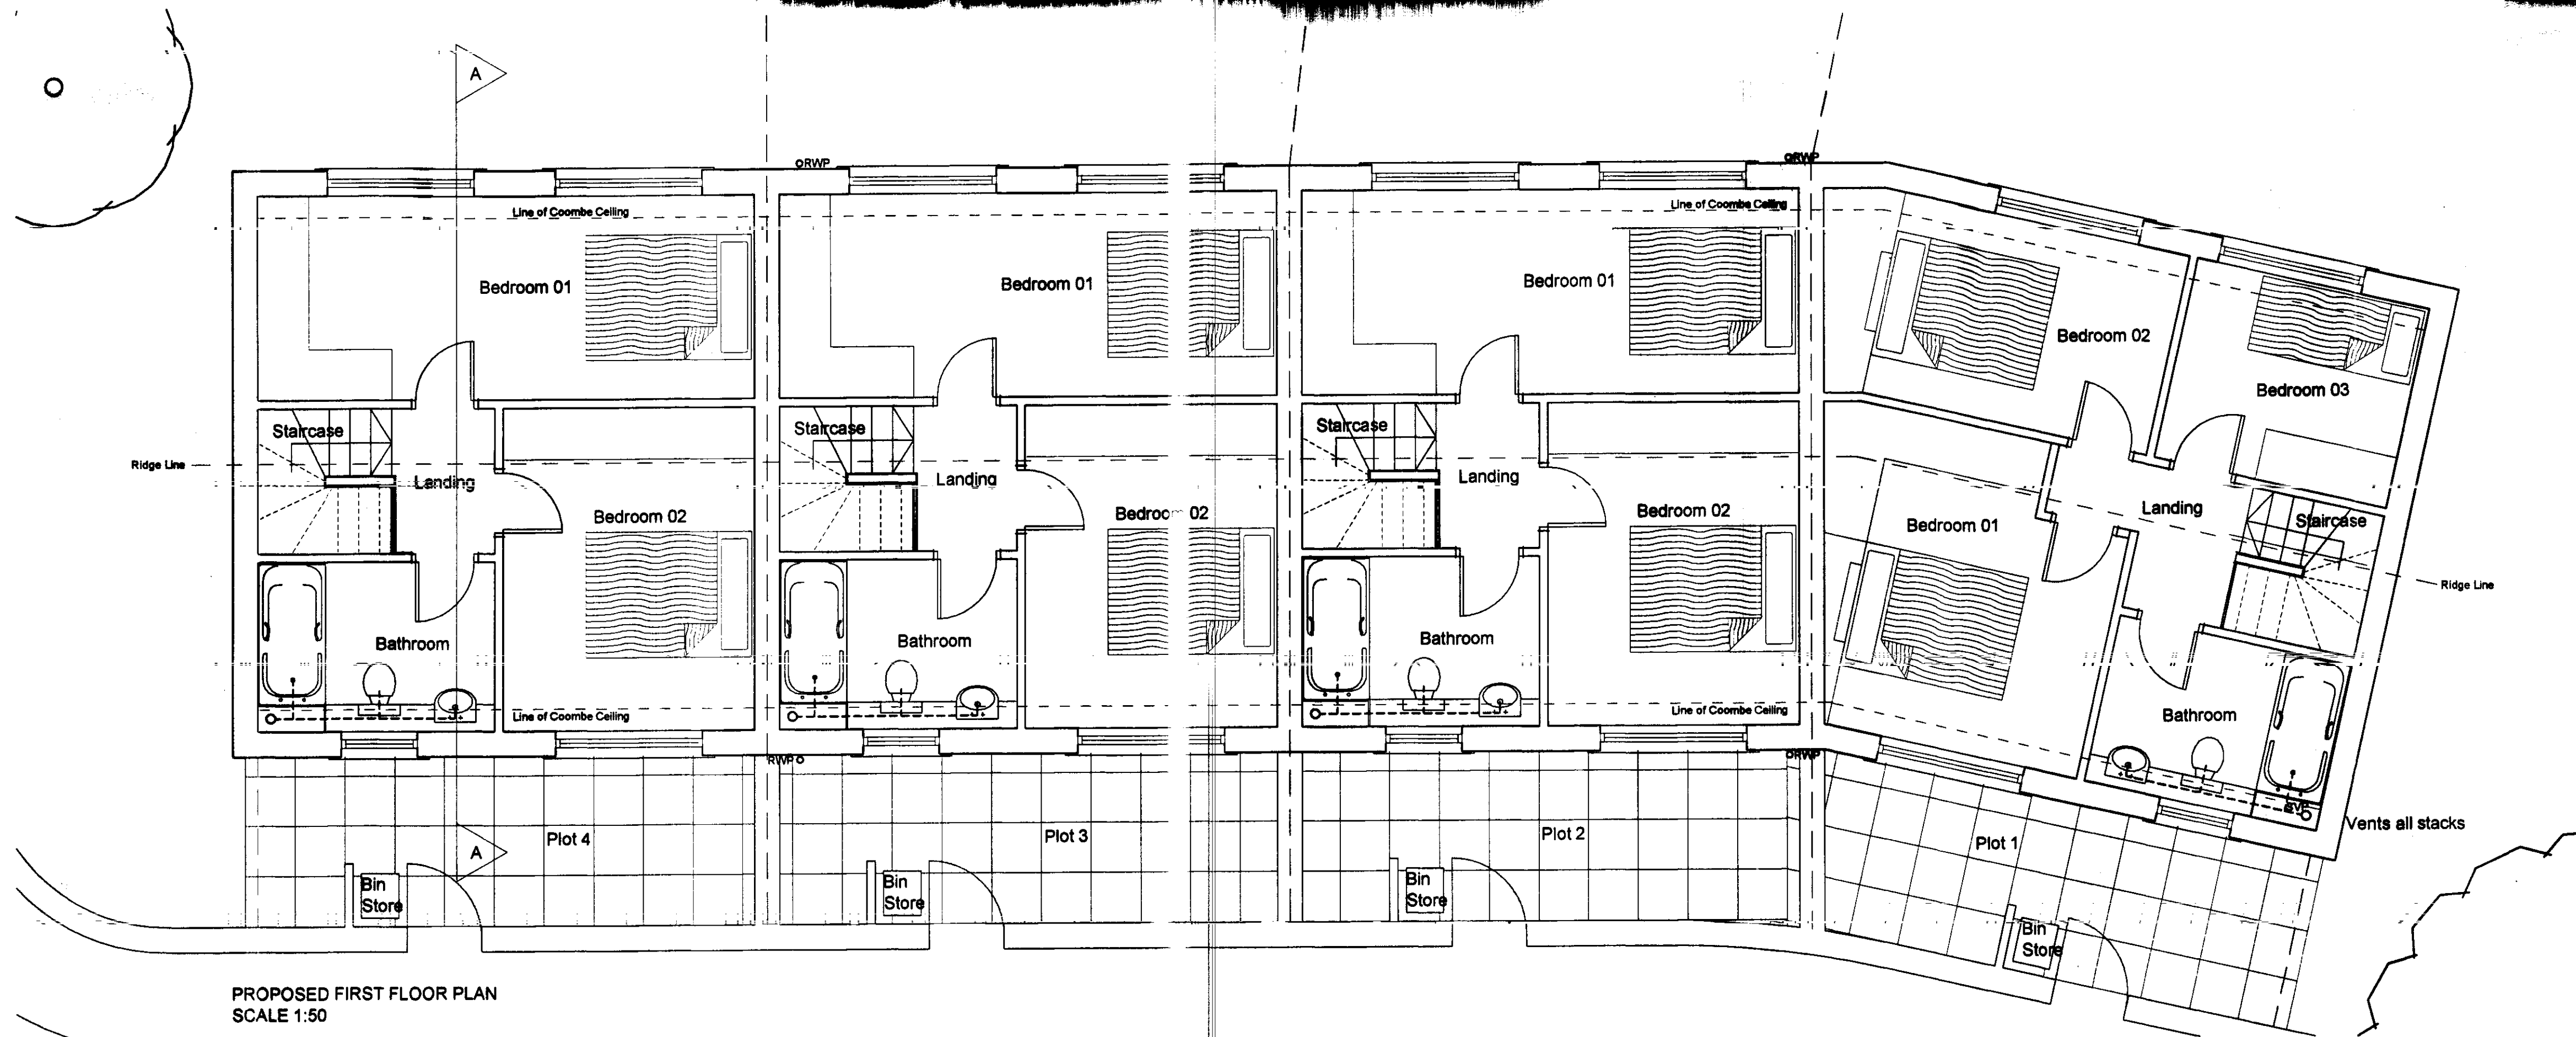 A
RWP
RWP
Line of Coombe Ceiling
Line of Coombe Ceiling
Bedroom 01
Bedroom 01
Bedroom 01
Bedroom 02
Bedroom 03
Staircase
Staircase
Staircase
Ridge Line
Landing
Landing
Landing
Landing
Bedroom 02
Bedroom 02
Bedroom 02
Bedroom 01
Staircase
Ridge Line
Bathroom
Bathroom
Bathroom
Bathroom
Line of Coombe Ceiling
Line of Coombe Ceiling
RWP
RWP
SVP
Vents all stacks
Plot 4
Plot 3
Plot 2
Plot 1
A
Bin
Store
Bin
Store
Bin
Store
Bin
Store
PROPOSED FIRST FLOOR PLAN
SCALE 1:50